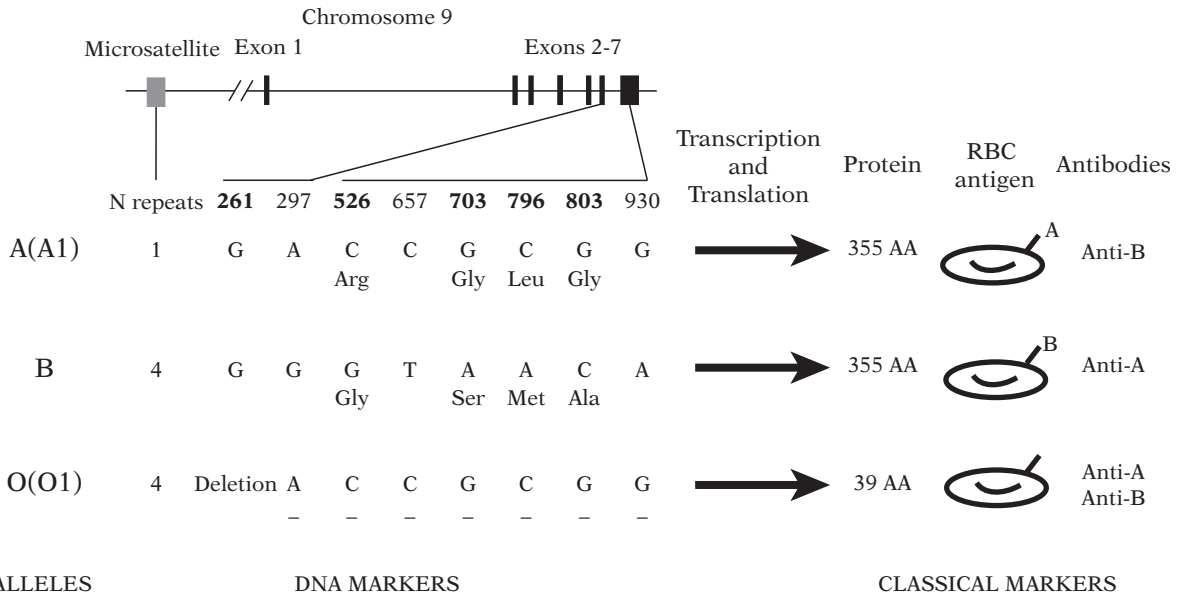 Chromosome 9
Microsatellite Exon 1 Exons 2-7
Transcription and Translation
Protein
RBC antigen
Antibodies
N repeats 261 297 526 657 703 796 803 930
A(A1) 1 G A C C G C G G 355 AA A Anti-B
Arg Gly Leu Gly
B 4 G G G T A A C A 355 AA B Anti-A
Gly Ser Met Ala
O(O1) 4 Deletion A C C G C G G 39 AA Anti-A
Anti-B
– – – – – – –
ALLELES DNA MARKERS CLASSICAL MARKERS